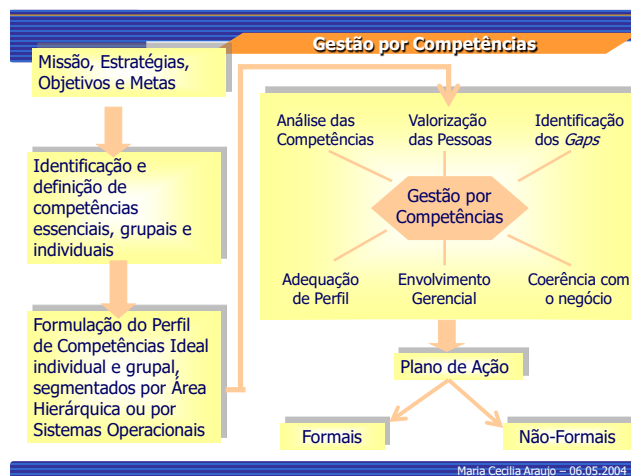 Gestão por Competências
Missão, Estratégias,
Objetivos e Metas
Identificação e
definição de
competências
essenciais, grupais e
individuais
Formulação do Perfil
de Competências Ideal
individual e grupal,
segmentados por Área
Hierárquica ou por
Sistemas Operacionais
Análise das
Competências
Valorização
das Pessoas
Identificação
dos Gaps
Gestão por
Competências
Adequação
de Perfil
Envolvimento
Gerencial
Coerência com
o negócio
Plano de Ação
Formais
Não-Formais
Maria Cecilia Araujo – 06.05.2004